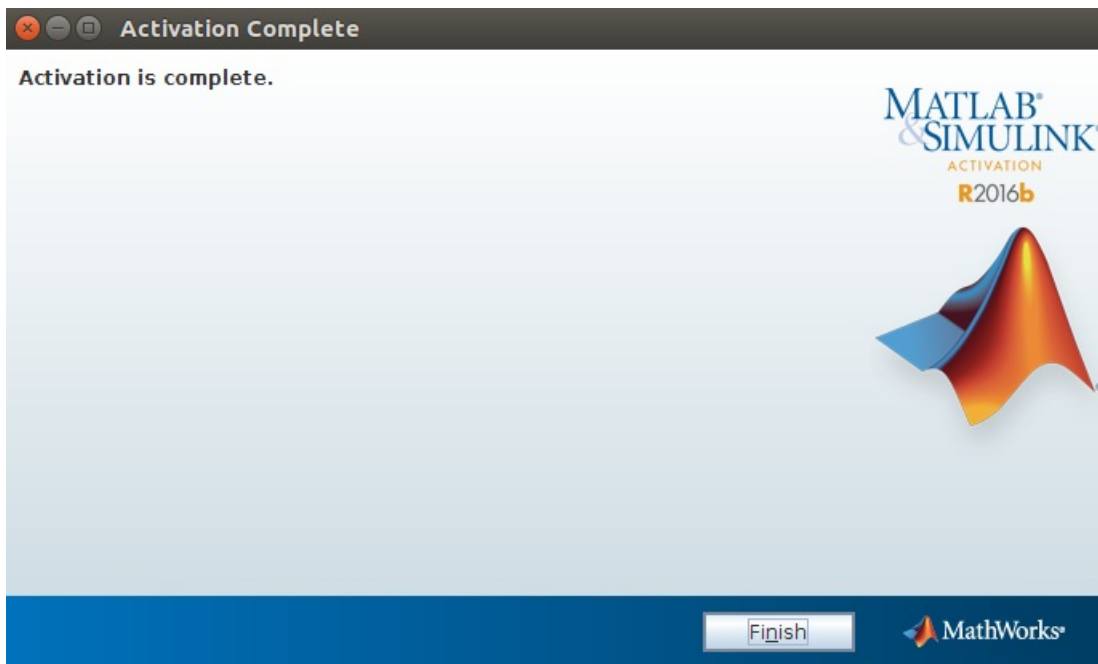 Activation Complete
Activation is complete.
MATLAB®
&SIMULINK®
ACTIVATION
R2016b
Finish
MathWorks®